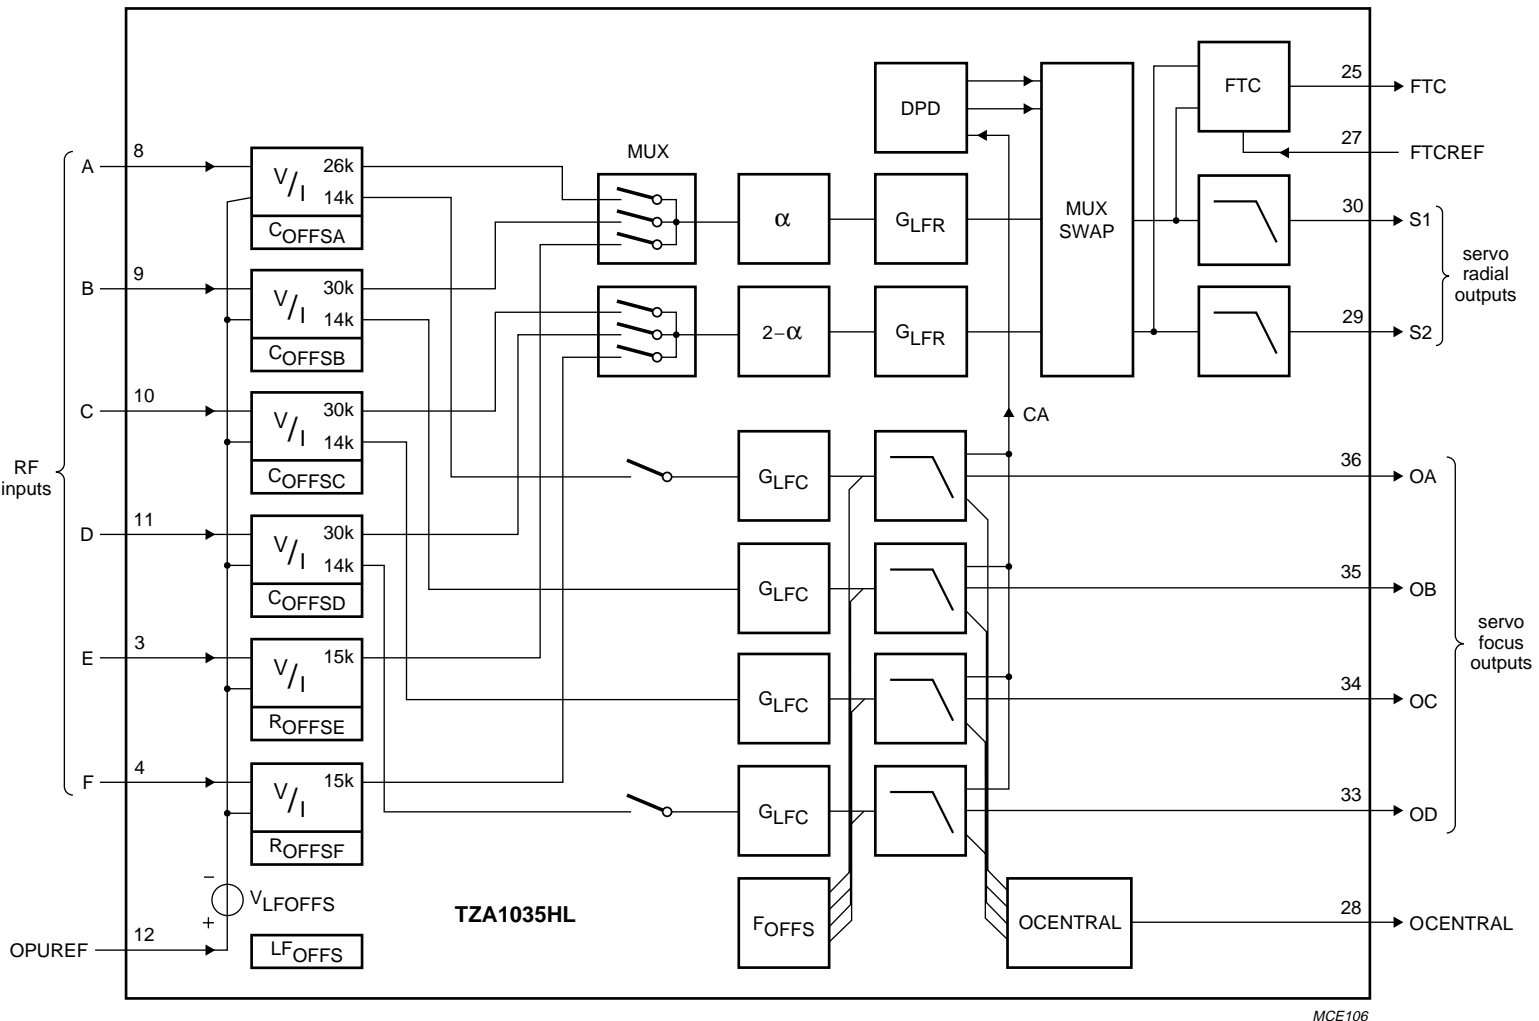 25
FTC
FTC
DPD
27
FTCREF
8
A
V/I
26k
14k
COFFSA
MUX
α
GLFR
MUX
SWAP
30
S1
servo
radial
outputs
9
B
V/I
30k
14k
COFFSB
2−α
GLFR
29
S2
10
C
V/I
30k
14k
COFFSC
CA
RF
inputs
GLFC
36
OA
11
D
V/I
30k
14k
COFFSD
GLFC
35
OB
servo
focus
outputs
3
E
V/I
15k
ROFFSE
GLFC
34
OC
4
F
V/I
15k
ROFFSF
GLFC
33
OD
−
VLFOFFS
+
TZA1035HL
FOFFS
OCENTRAL
28
OCENTRAL
12
OPUREF
LFOFFS
MCE106